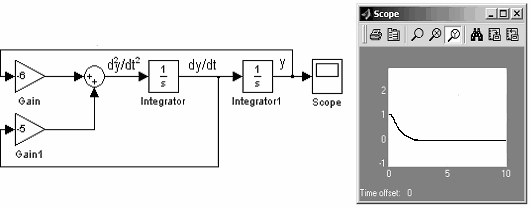 -6
Gain
-5
Gain1
++
d²y/dt²
1
s
Integrator
dy/dt
1
s
Integrator1
y
Scope
Scope
2
1
0
-1
0
5
10
Time offset: 0